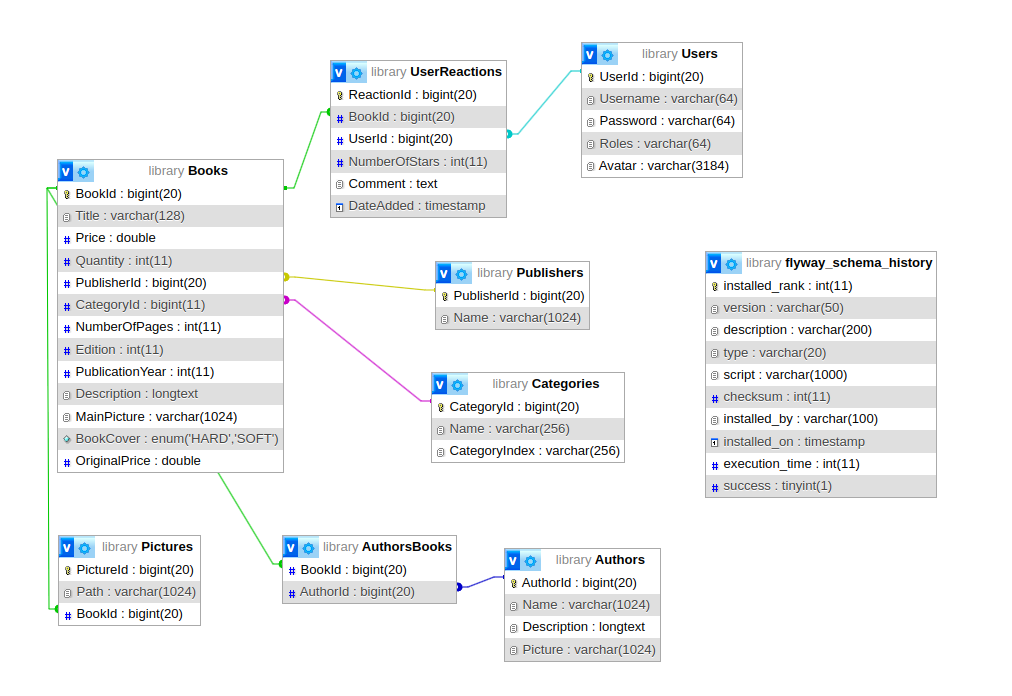 v library Users
UserId : bigint(20)
Username : varchar(64)
Password : varchar(64)
Roles : varchar(64)
Avatar : varchar(3184)
v library UserReactions
ReactionId : bigint(20)
# BookId : bigint(20)
# UserId : bigint(20)
# NumberOfStars : int(11)
Comment : text
DateAdded : timestamp
v library Books
BookId : bigint(20)
Title : varchar(128)
# Price : double
# Quantity : int(11)
# PublisherId : bigint(20)
# CategoryId : bigint(11)
# NumberOfPages : int(11)
# Edition : int(11)
# PublicationYear : int(11)
Description : longtext
MainPicture : varchar(1024)
BookCover : enum('HARD','SOFT')
# OriginalPrice : double
v library Publishers
PublisherId : bigint(20)
Name : varchar(1024)
v library flyway_schema_history
installed_rank : int(11)
version : varchar(50)
description : varchar(200)
type : varchar(20)
script : varchar(1000)
# checksum : int(11)
installed_by : varchar(100)
installed_on : timestamp
# execution_time : int(11)
# success : tinyint(1)
v library Categories
CategoryId : bigint(20)
Name : varchar(256)
CategoryIndex : varchar(256)
v library Pictures
PictureId : bigint(20)
Path : varchar(1024)
# BookId : bigint(20)
v library AuthorsBooks
# BookId : bigint(20)
# AuthorId : bigint(20)
v library Authors
AuthorId : bigint(20)
Name : varchar(1024)
Description : longtext
Picture : varchar(1024)